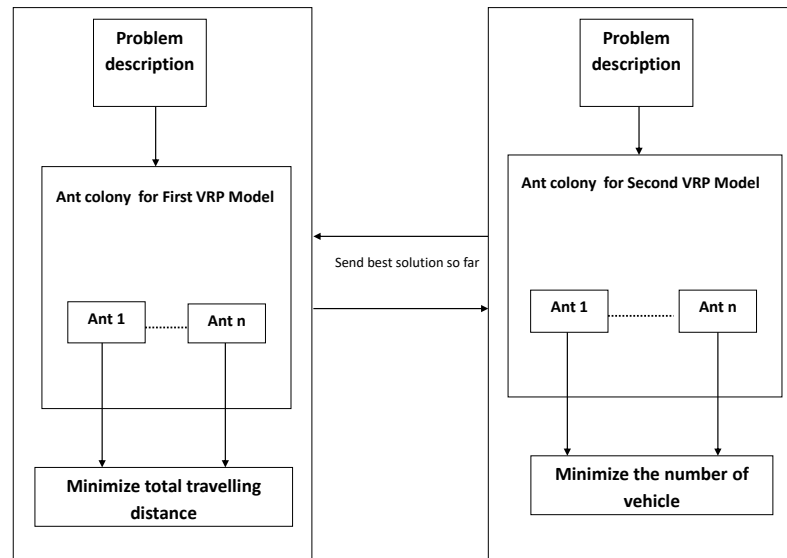 Problem
description
Ant colony for First VRP Model
Ant 1
Ant n
Minimize total travelling
distance
Send best solution so far
Problem
description
Ant colony for Second VRP Model
Ant 1
Ant n
Minimize the number of
vehicle